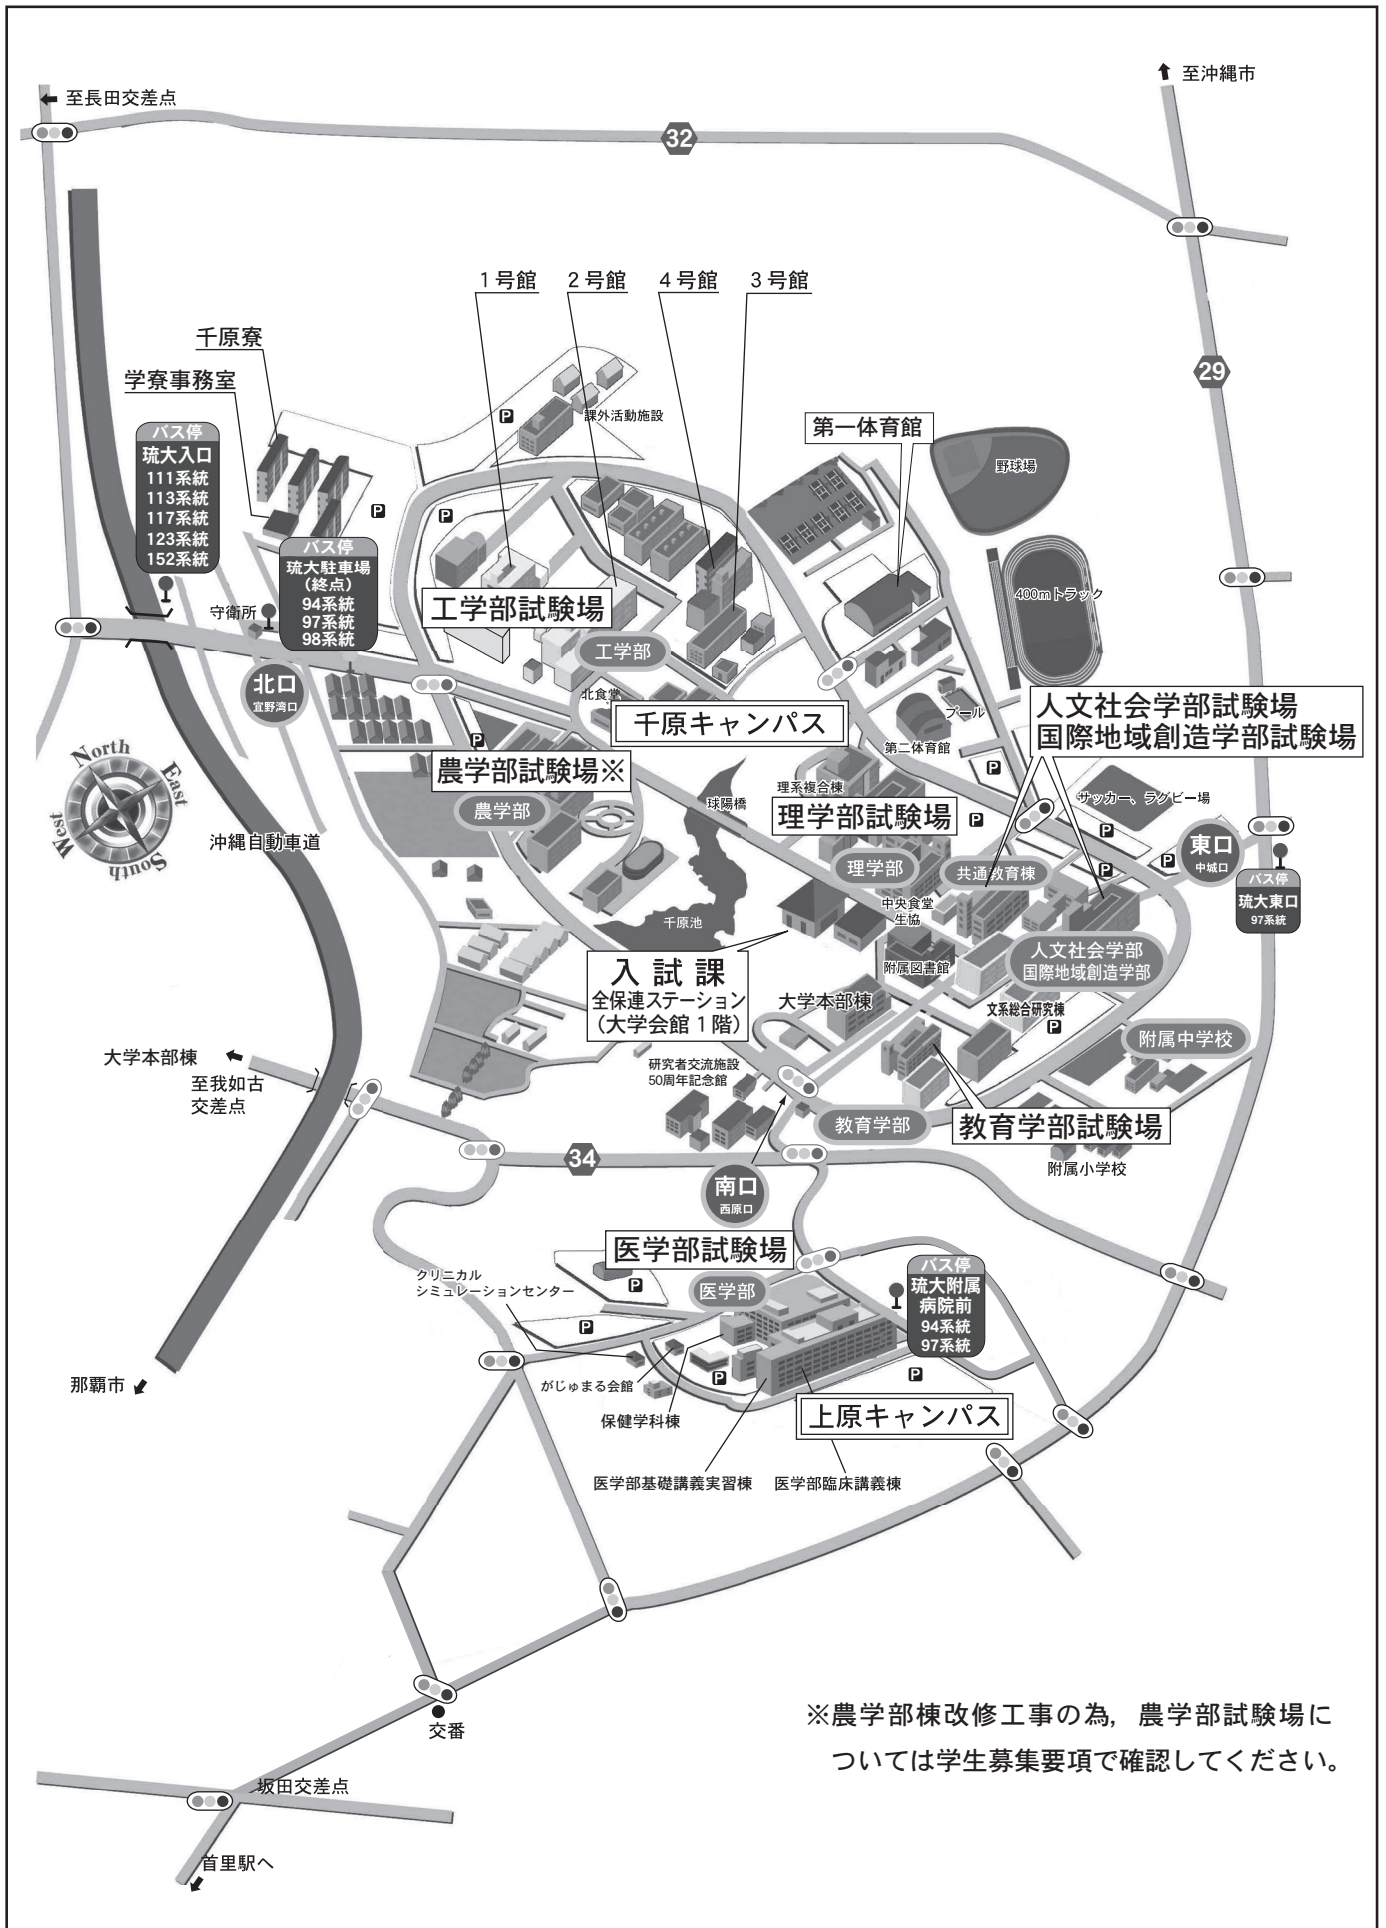 至沖縄市
至長田交差点
32
29
1号館
2号館
4号館
3号館
千原寮
学寮事務室
バス停
琉大入口
111系統
113系統
117系統
123系統
152系統
P
課外活動施設
第一体育館
野球場
P
P
バス停
琉大駐車場
(終点)
94系統
97系統
98系統
守衛所
400mトラック
工学部試験場
工学部
北口
宜野湾口
北食堂
千原キャンパス
プール
第二体育館
人文社会学部試験場
国際地域創造学部試験場
North
East
South
West
P
農学部試験場※
農学部
P
理系複合棟
球陽橋
理学部試験場
P
サッカー、ラグビー場
P
沖縄自動車道
理学部
共通教育棟
P
P
東口
中城口
バス停
琉大東口
97系統
中央食堂
生協
千原池
附属図書館
人文社会学部
国際地域創造学部
入試課
全保連ステーション
(大学会館1階)
大学本部棟
文系総合研究棟
P
附属中学校
大学本部棟
至我如古
交差点
研究者交流施設
50周年記念館
教育学部
教育学部試験場
34
附属小学校
南口
西原口
医学部試験場
クリニカル
シミュレーションセンター
P
医学部
バス停
琉大附属
病院前
94系統
97系統
P
那覇市
がじゅまる会館
P
P
保健学科棟
上原キャンパス
医学部基礎講義実習棟
医学部臨床講義棟
交番
※農学部棟改修工事の為，農学部試験場に
ついては学生募集要項で確認してください。
坂田交差点
首里駅へ